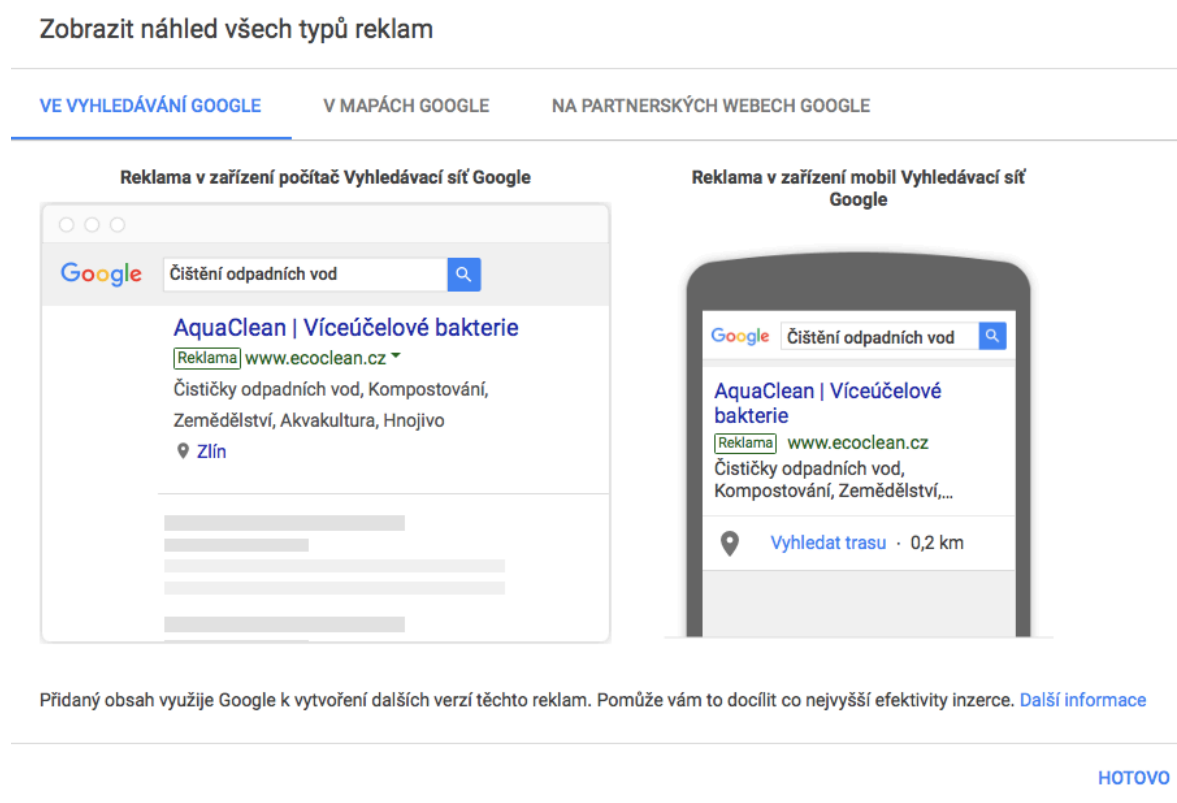 Zobrazit náhled všech typů reklam
VE VYHLEDÁVÁNÍ GOOGLE
V MAPÁCH GOOGLE
NA PARTNERSKÝCH WEBECH GOOGLE
Reklama v zařízení počítač Vyhledávací síť Google
Google
Čištění odpadních vod
AquaClean | Víceúčelové bakterie
Reklama www.ecoclean.cz
Čističky odpadních vod, Kompostování,
Zemědělství, Akvakultura, Hnojivo
Zlín
Reklama v zařízení mobil Vyhledávací síť
Google
Google
Čištění odpadních vod
AquaClean | Víceúčelové
bakterie
Reklama www.ecoclean.cz
Čističky odpadních vod,
Kompostování, Zemědělství,...
Vyhledat trasu · 0,2 km
Přidaný obsah využije Google k vytvoření dalších verzí těchto reklam. Pomůže vám to docílit co nejvyšší efektivity inzerce. Další informace
HOTOVO